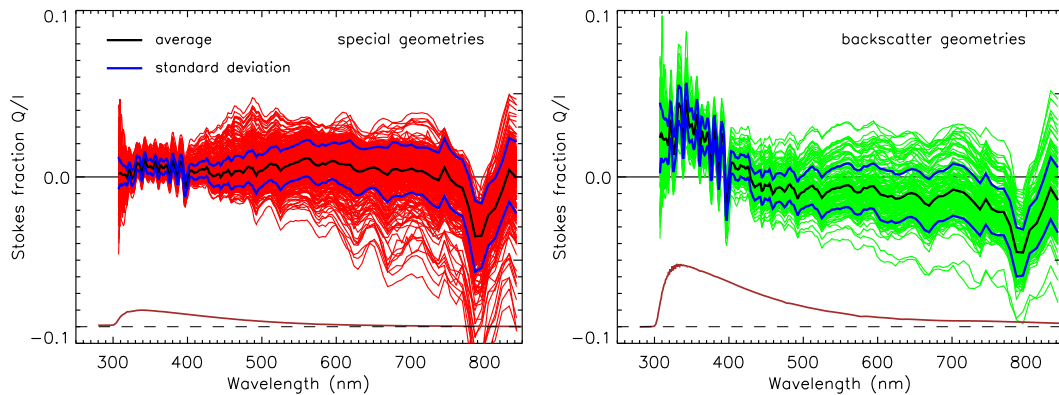 0.1
average
special geometries
standard deviation
0.0
−0.1
Stokes fraction Q/I
300 400 500 600 700 800
Wavelength (nm)
0.1
backscatter geometries
0.0
−0.1
Stokes fraction Q/I
300 400 500 600 700 800
Wavelength (nm)